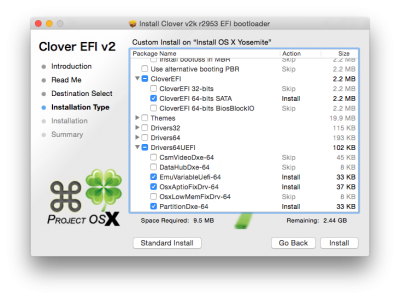 Install Clover v2k r2953 EFI bootloader
Clover EFI v2
Custom Install on "Install OS X Yosemite"
Package Name Action Size
Install bootloss in MBR Skip 2.2 MB
Use alternative booting PBR Skip 2.2 MB
CloverEFI 2.2 MB
CloverEFI 32-bits Skip 2.2 MB
CloverEFI 64-bits SATA Install 2.2 MB
CloverEFI 64-bits BiosBlockIO Skip 2.2 MB
Themes 19.9 MB
Drivers32 115 KB
Drivers64 193 KB
Drivers64UEFI 102 KB
CsmVideoDxe-64 Skip 45 KB
DataHubDxe-64 Skip 8 KB
EmuVariableUefi-64 Install 33 KB
OsxAptioFixDrv-64 Install 37 KB
OsxLowMemFixDrv-64 Skip 8 KB
PartitionDxe-64 Install 33 KB
Introduction
Read Me
Destination Select
Installation Type
Installation
Summary
PROJECT OSX
Space Required: 9.5 MB Remaining: 2.44 GB
Standard Install Go Back Install